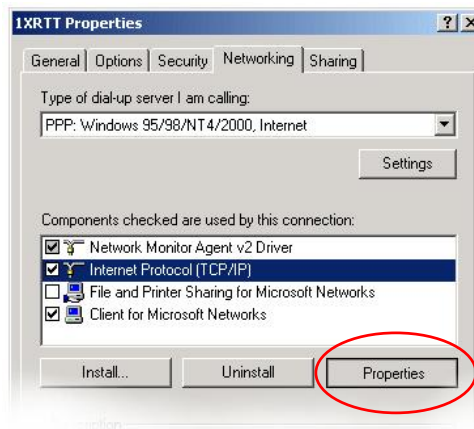 1XRTT Properties
General Options Security Networking Sharing
Type of dial-up server I am calling:
PPP: Windows 95/98/NT4/2000, Internet
Settings
Components checked are used by this connection:
Network Monitor Agent v2 Driver
Internet Protocol (TCP/IP)
File and Printer Sharing for Microsoft Networks
Client for Microsoft Networks
Install... Uninstall Properties